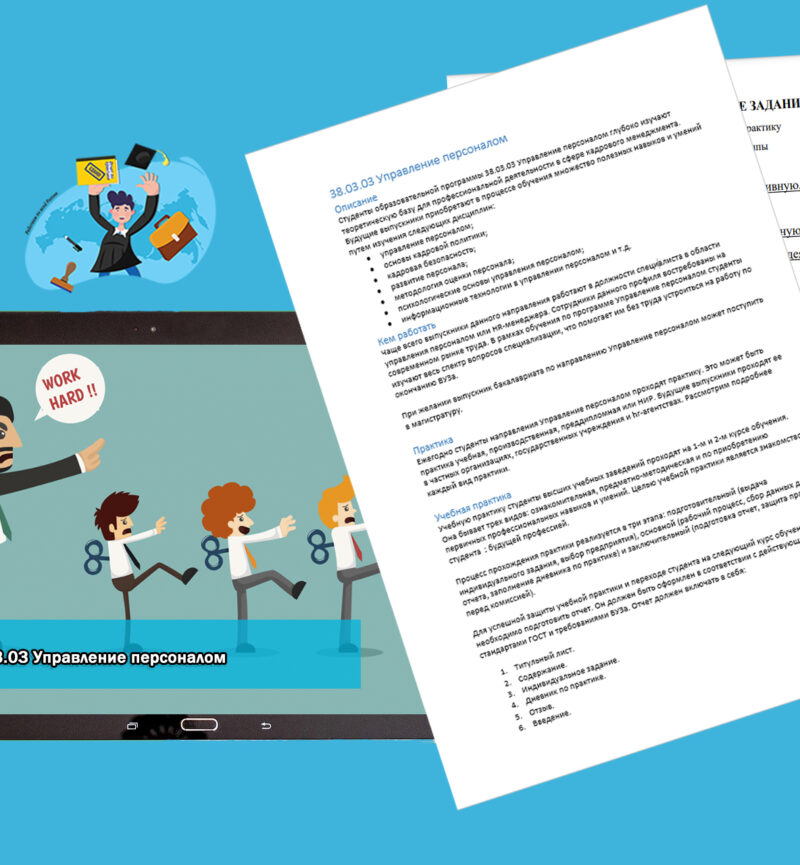 Работаем по всей России
WORK
HARD !!
8.03 Управление персоналом
38.03.03 Управление персоналом
Описание
Студенты образовательной программы 38.03.03 Управление персоналом глубоко изучают
теоретическую базу для профессиональной деятельности в сфере кадрового менеджмента.
Будущие выпускники приобретают в процессе обучения множество полезных навыков и умений
путем изучения следующих дисциплин:
• управление персоналом;
• основы кадровой политики;
• кадровая безопасность;
• развитие персонала;
• методология оценки персонала;
• психологические основы управления персоналом;
• информационные технологии в управлении персоналом и т.д.
Кем работать
Чаще всего выпускники данного направления работают в должности специалиста в области
управления персоналом или HR-менеджера. Сотрудники данного профиля востребованы на
современном рынке труда. В рамках обучения по программе Управление персоналом студенты
изучают весь спектр вопросов специализации, что помогает им без труда устроиться на работу по
окончанию ВУЗа.
При желании выпускник бакалавриата по направлению Управление персоналом может поступить
в магистратуру.
Практика
Ежегодно студенты направления Управление персоналом проходят практику. Это может быть
практика учебная, производственная, преддипломная или НИР. Будущие выпускники проходят ее
в частных организациях, государственных учреждения и hr-агентствах. Рассмотрим подробнее
каждый вид практики.
Учебная практика
Учебную практику студенты высших учебных заведений проходят на 1-м и 2-м курсе обучения.
Она бывает трех видов: ознакомительная, предметно-методическая и по приобретению
первичных профессиональных навыков и умений. Целью учебной практики является знакомство
студента с будущей профессией.
Процесс прохождения практики реализуется в три этапа: подготовительный (выдача
индивидуального задания, выбор предприятия), основной (рабочий процесс, сбор данных д
отчета, заполнение дневника по практике) и заключительный (подготовка отчет, защита пр
перед комиссией).
Для успешной защиты учебной практики и переходе студента на следующий курс обучен
необходимо подготовить отчет. Он должен быть оформлен в соответствии с действующ
стандартами ГОСТ и требованиями ВУЗа. Отчет должен включать в себя:
1. Титульный лист.
2. Содержание.
3. Индивидуальное задание.
4. Дневник по практике.
5. Отзыв.
6. Введение.
Е ЗАДАНИ
рактику
ппы
ивную,